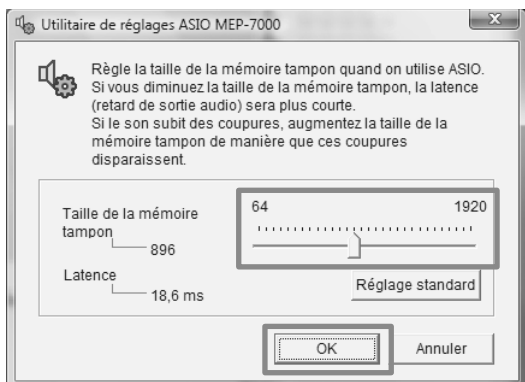 Utilitaire de réglages ASIO MEP-7000
Règle la taille de la mémoire tampon quand on utilise ASIO.
Si vous diminuez la taille de la mémoire tampon, la latence
(retard de sortie audio) sera plus courte.
Si le son subit des coupures, augmentez la taille de la
mémoire tampon de manière que ces coupures
disparaissent.
Taille de la mémoire
tampon
896
64 1920
Latence
18,6 ms
Réglage standard
OK Annuler